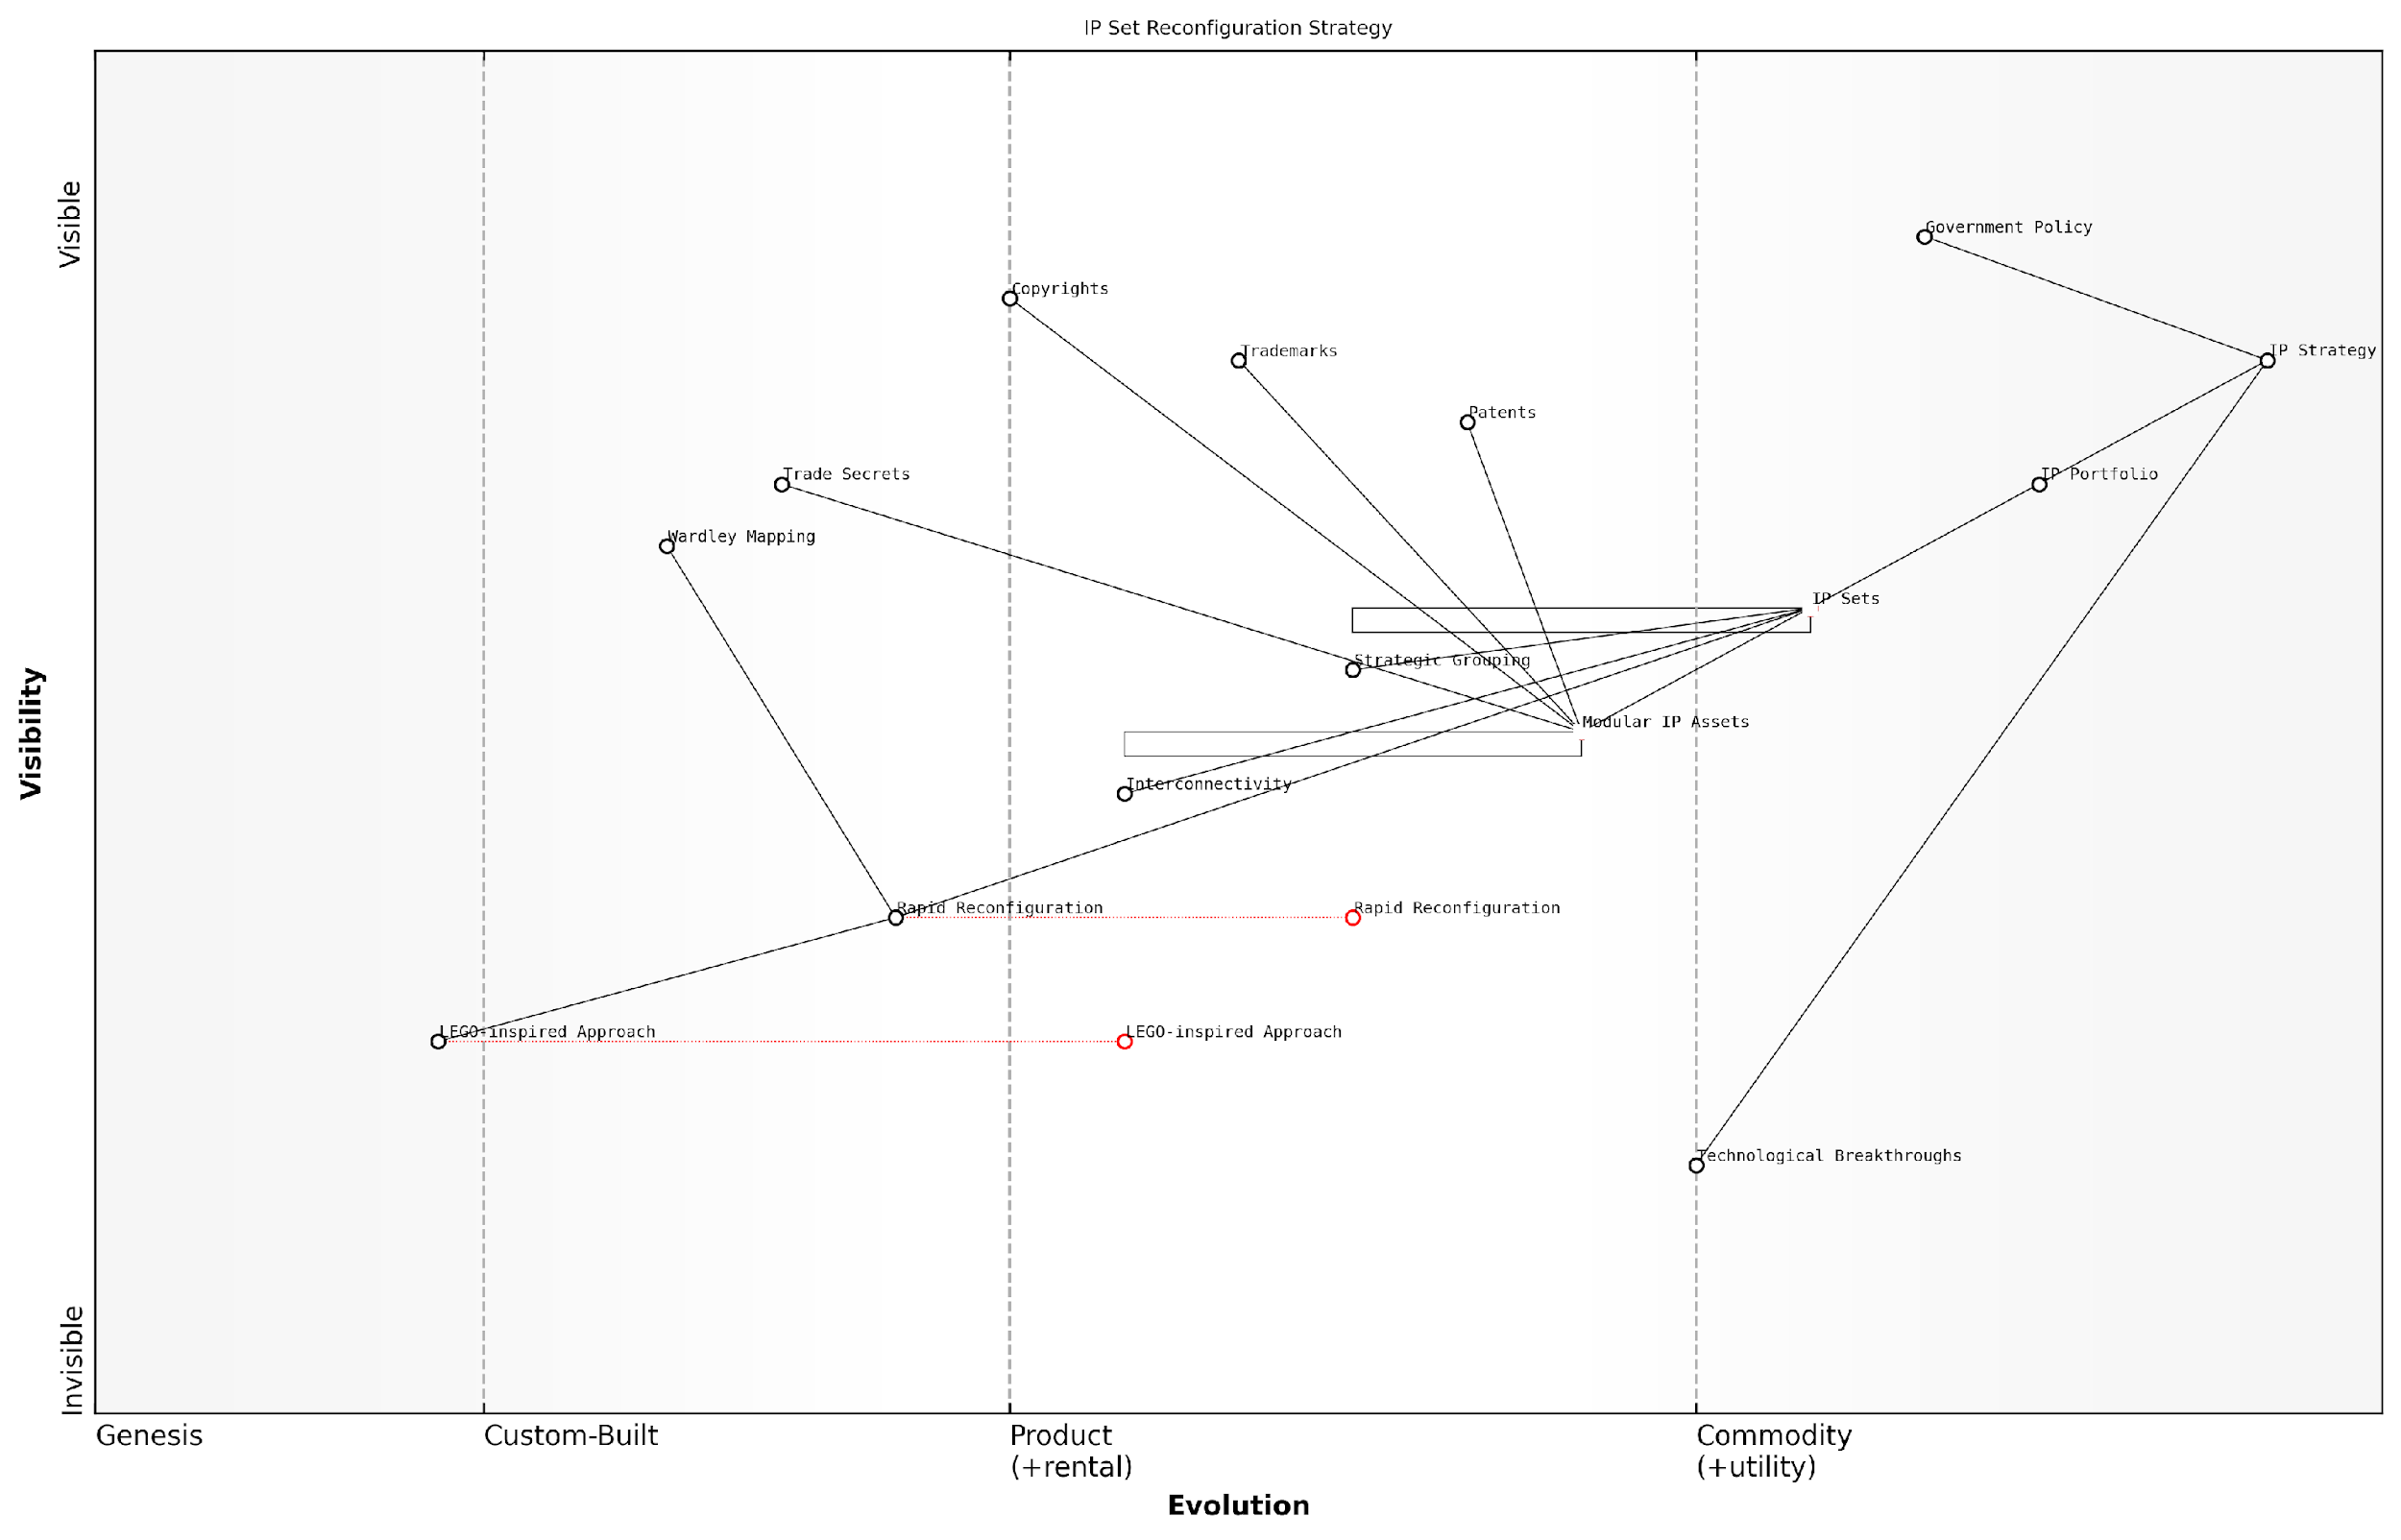 IP Set Reconfiguration Strategy
Visible
Government Policy
Copyrights
Trademarks
IP Strategy
Patents
Trade Secrets
IP Portfolio
Wardley Mapping
IP Sets
Strategic Grouping
Modular IP Assets
Visibility
Interconnectivity
Rapid Reconfiguration
Rapid Reconfiguration
LEGO-inspired Approach
LEGO-inspired Approach
Technological Breakthroughs
Invisible
Genesis
Custom-Built
Product
(+rental)
Commodity
(+utility)
Evolution